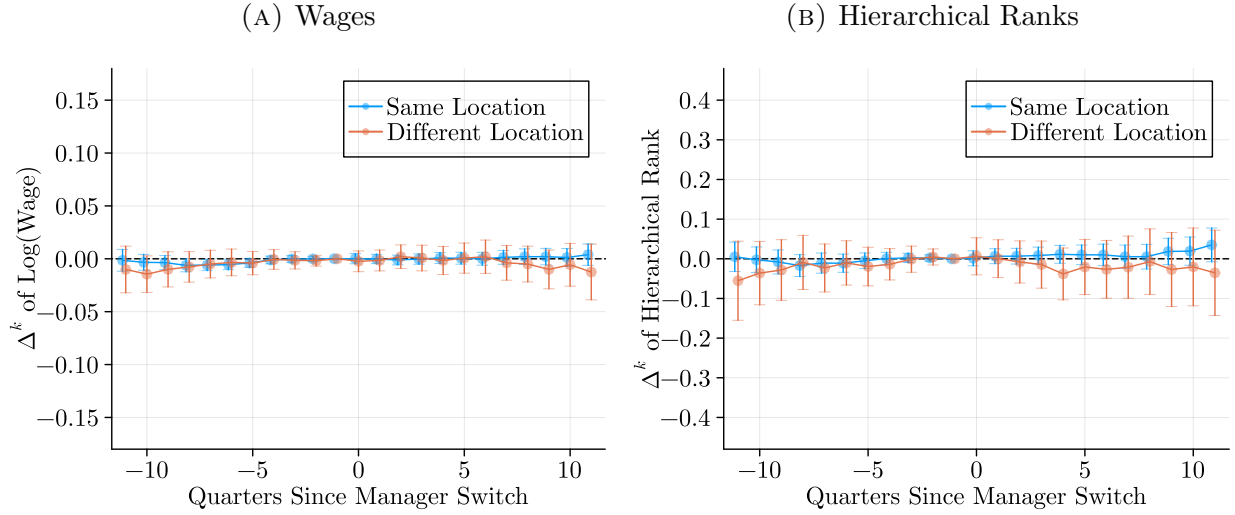 (A) Wages
Δ^k of Log(Wage)
0.15
0.10
0.05
0.00
−0.05
−0.10
−0.15
Same Location
Different Location
−10 −5 0 5 10
Quarters Since Manager Switch
(B) Hierarchical Ranks
Δ^k of Hierarchical Rank
0.4
0.3
0.2
0.1
0.0
−0.1
−0.2
−0.3
−0.4
Same Location
Different Location
−10 −5 0 5 10
Quarters Since Manager Switch